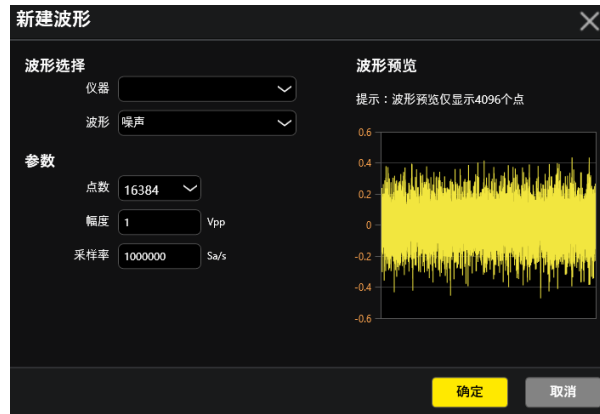 新建波形
波形选择
仪器
波形 噪声
参数
点数 16384
幅度 1 Vpp
采样率 1000000 Sa/s
波形预览
提示：波形预览仅显示4096个点
0.6
0.4
0.2
0
-0.2
-0.4
-0.6
确定 取消